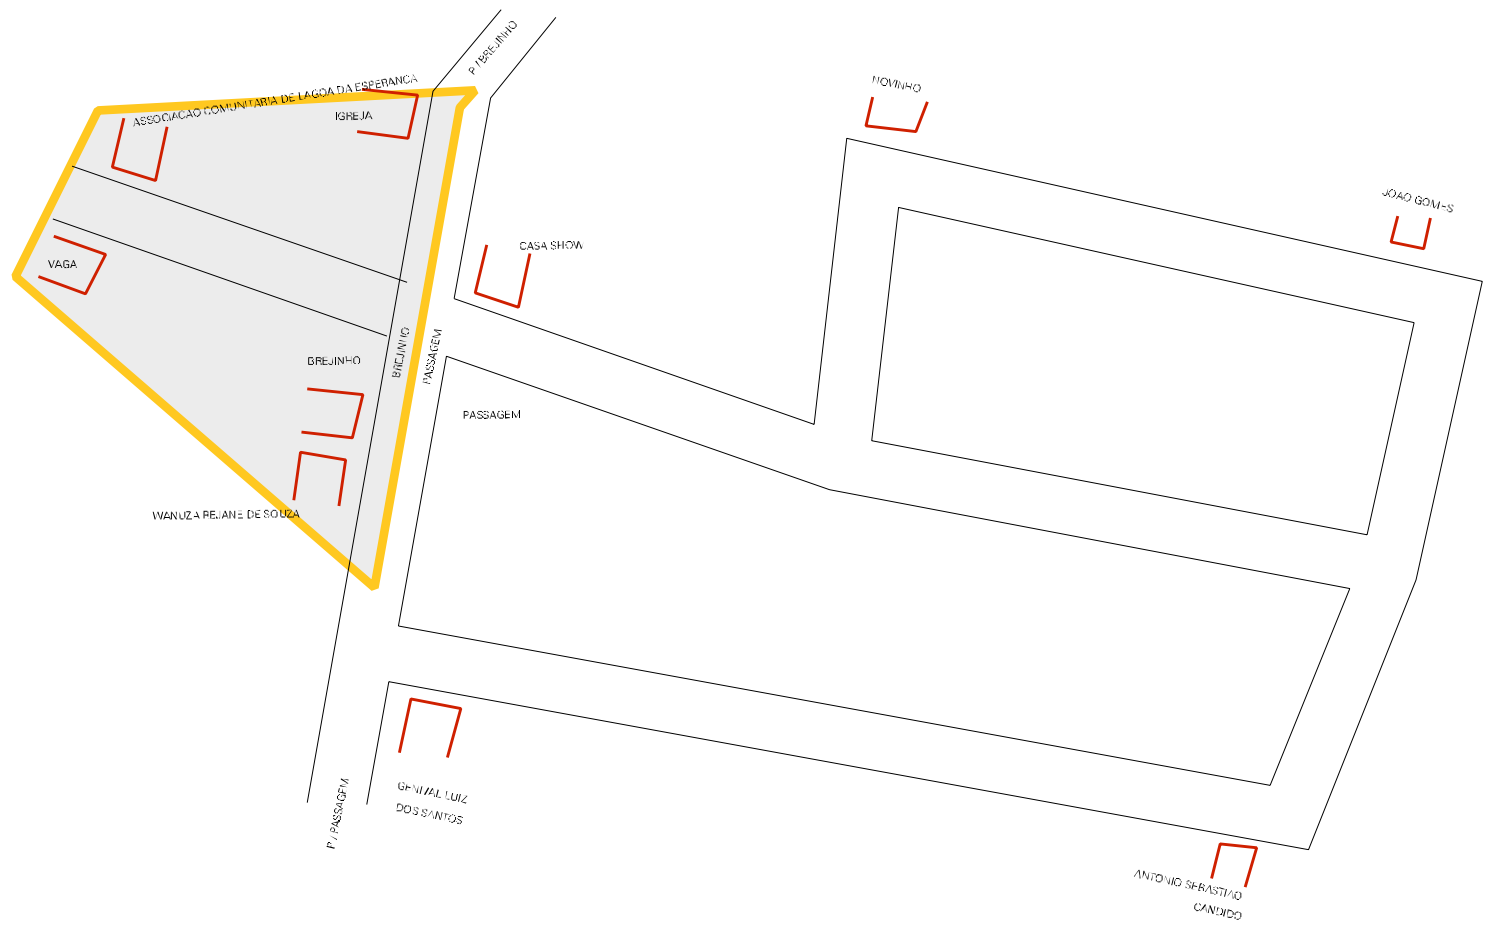 P / BREJINHO
NOVINHO
ASSOCIACAO COMUNITARIA DE LAGOA DA ESPERANCA
IGREJA
JOAO GOMES
CASA SHOW
VAGA
BREJINHO
PASSAGEM
BREJINHO
PASSAGEM
WANUZA REJANE DE SOUZA
GENIVAL LUIZ
DOS SANTOS
P / PASSAGEM
ANTONIO SEBASTIAO
CANDIDO